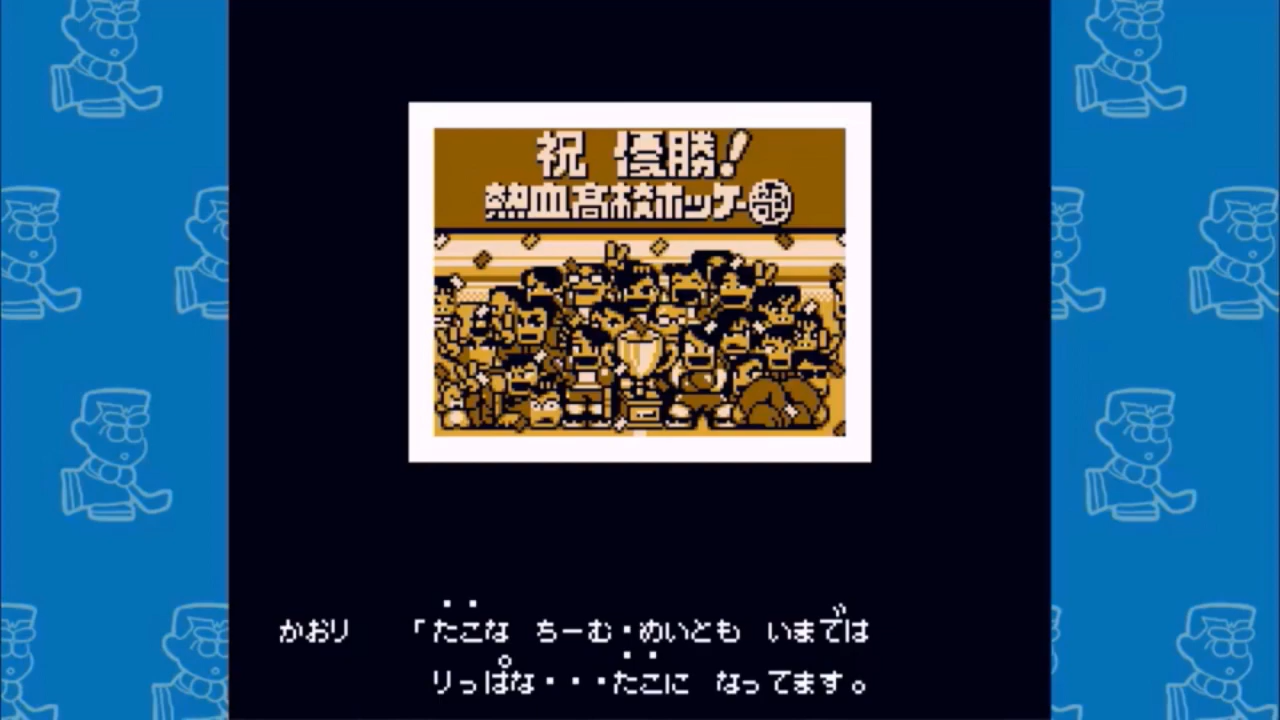 祝 優勝!
熱血高校ホッケー部
かおり 「たこな ちーむ・めいとも いまでは
りっぱな・・・たこに なってます。